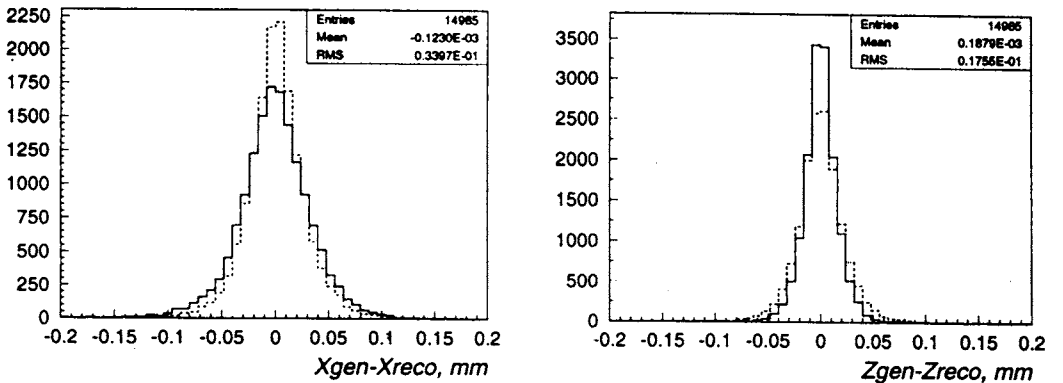 Entries 14985
Mean -0.1230E-03
RMS 0.3397E-01
2250
2000
1750
1500
1250
1000
750
500
250
0
-0.2 -0.15 -0.1 -0.05 0 0.05 0.1 0.15 0.2
Xgen-Xreco, mm
Entries 14985
Mean 0.1879E-03
RMS 0.1755E-01
3500
3000
2500
2000
1500
1000
500
0
-0.2 -0.15 -0.1 -0.05 0 0.05 0.1 0.15 0.2
Zgen-Zreco, mm